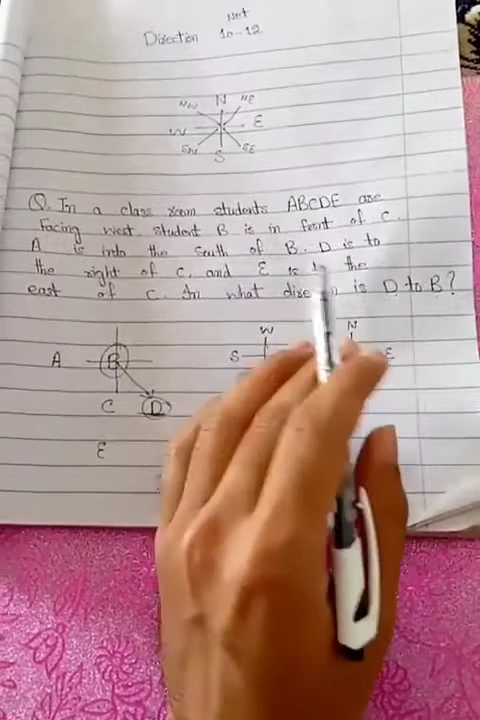 Net
Direction 10-12
NW N NE
W E
SW S SE
Q. In a class room students ABCDE are
Facing west student B is in front of C.
A is into the South of B. D is to
the right of C. and E is the
east of C. In what is D to B?
W N
A B S E
C D
E